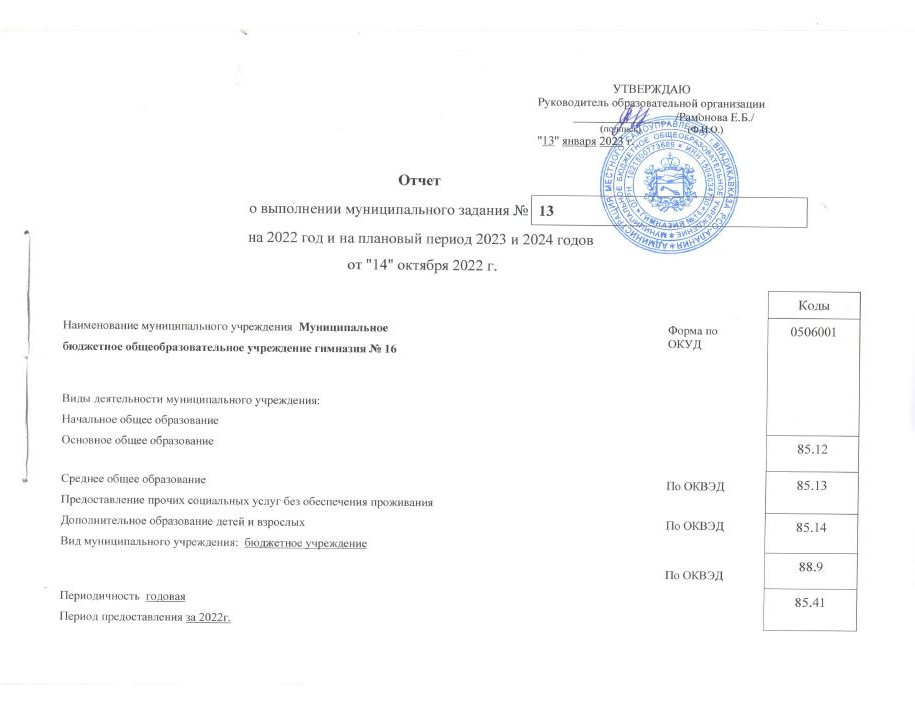 УТВЕРЖДАЮ
Руководитель образовательной организации
/Рамонова Е.Б./
(подпись) (Ф.И.О.)
"13" января 2023 г.
Отчет
о выполнении муниципального задания № 13
на 2022 год и на плановый период 2023 и 2024 годов
от "14" октября 2022 г.
Коды
Наименование муниципального учреждения Муниципальное
бюджетное общеобразовательное учреждение гимназия № 16
Форма по
ОКУД
0506001
Виды деятельности муниципального учреждения:
Начальное общее образование
Основное общее образование
85.12
Среднее общее образование
По ОКВЭД
85.13
Предоставление прочих социальных услуг без обеспечения проживания
Дополнительное образование детей и взрослых
По ОКВЭД
85.14
Вид муниципального учреждения: бюджетное учреждение
По ОКВЭД
88.9
Периодичность годовая
85.41
Период предоставления за 2022г.